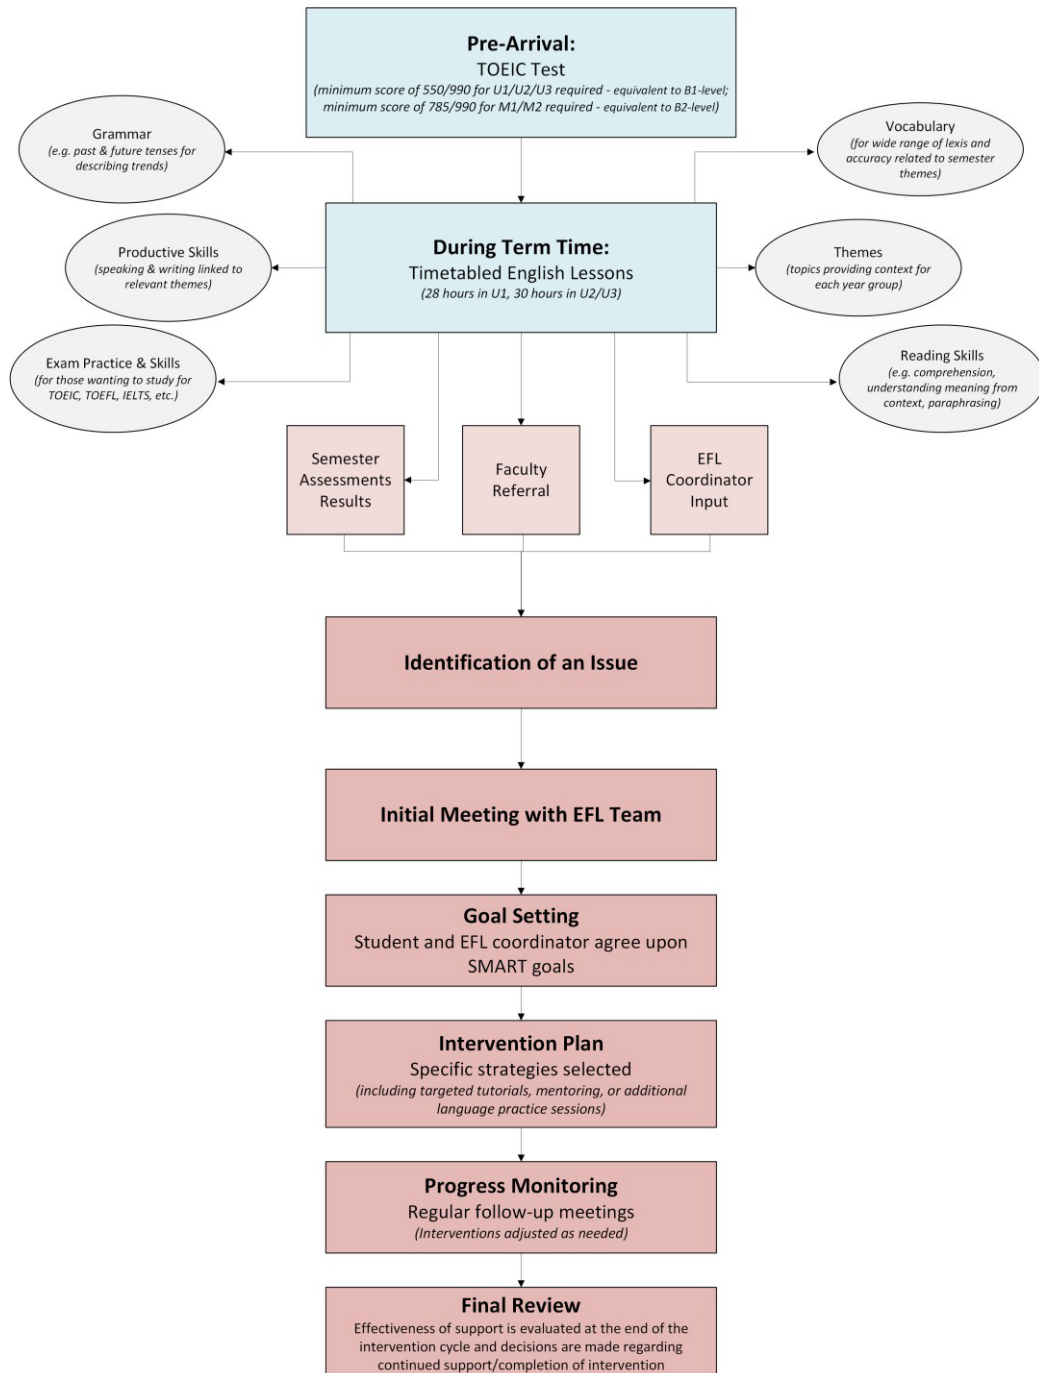 Pre-Arrival:
TOEIC Test
(minimum score of 550/990 for U1/U2/U3 required - equivalent to B1-level;
minimum score of 785/990 for M1/M2 required - equivalent to B2-level)
Grammar
(e.g. past & future tenses for
describing trends)
Vocabulary
(for wide range of lexis and
accuracy related to semester
themes)
During Term Time:
Timetabled English Lessons
(28 hours in U1, 30 hours in U2/U3)
Productive Skills
(speaking & writing linked to
relevant themes)
Themes
(topics providing context for
each year group)
Exam Practice & Skills
(for those wanting to study for
TOEIC, TOEFL, IELTS, etc.)
Reading Skills
(e.g. comprehension,
understanding meaning from
context, paraphrasing)
Semester
Assessments
Results
Faculty
Referral
EFL
Coordinator
Input
Identification of an Issue
Initial Meeting with EFL Team
Goal Setting
Student and EFL coordinator agree upon
SMART goals
Intervention Plan
Specific strategies selected
(including targeted tutorials, mentoring, or additional
language practice sessions)
Progress Monitoring
Regular follow-up meetings
(Interventions adjusted as needed)
Final Review
Effectiveness of support is evaluated at the end of the
intervention cycle and decisions are made regarding
continued support/completion of intervention